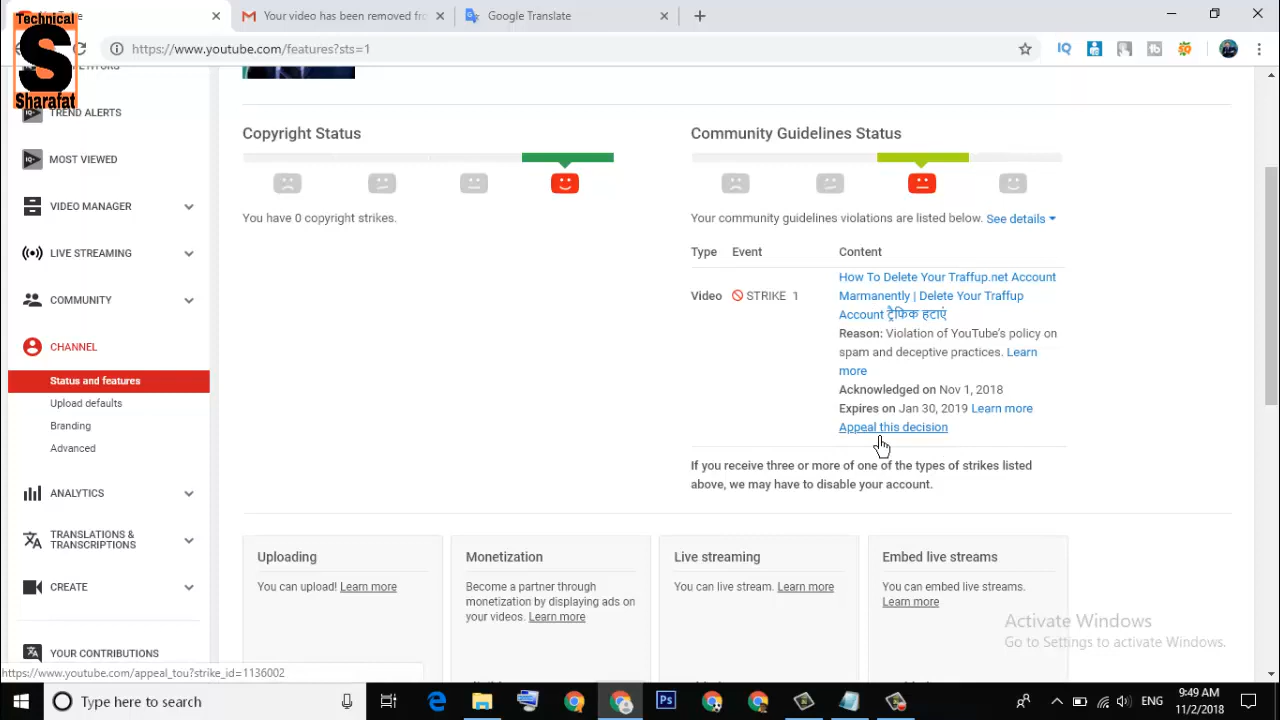 Technical
S
Sharafat
Your video has been removed fro
Google Translate
https://www.youtube.com/features?sts=1
TREND ALERTS
MOST VIEWED
VIDEO MANAGER
LIVE STREAMING
COMMUNITY
CHANNEL
Status and features
Upload defaults
Branding
Advanced
ANALYTICS
TRANSLATIONS &
TRANSCRIPTIONS
CREATE
YOUR CONTRIBUTIONS
Copyright Status
You have 0 copyright strikes.
Community Guidelines Status
Your community guidelines violations are listed below. See details
Type Event Content
How To Delete Your Traffup.net Account
Video STRIKE 1 Marmanently | Delete Your Traffup
Account ट्रैफिक हटाएं
Reason: Violation of YouTube's policy on
spam and deceptive practices. Learn
more
Acknowledged on Nov 1, 2018
Expires on Jan 30, 2019 Learn more
Appeal this decision
If you receive three or more of one of the types of strikes listed
above, we may have to disable your account.
Uploading
You can upload! Learn more
Monetization
Become a partner through
monetization by displaying ads on
your videos. Learn more
Live streaming
You can live stream. Learn more
Embed live streams
You can embed live streams.
Learn more
Activate Windows
Go to Settings to activate Windows.
https://www.youtube.com/appeal_tou?strike_id=1136002
Type here to search
ENG
9:49 AM
11/2/2018